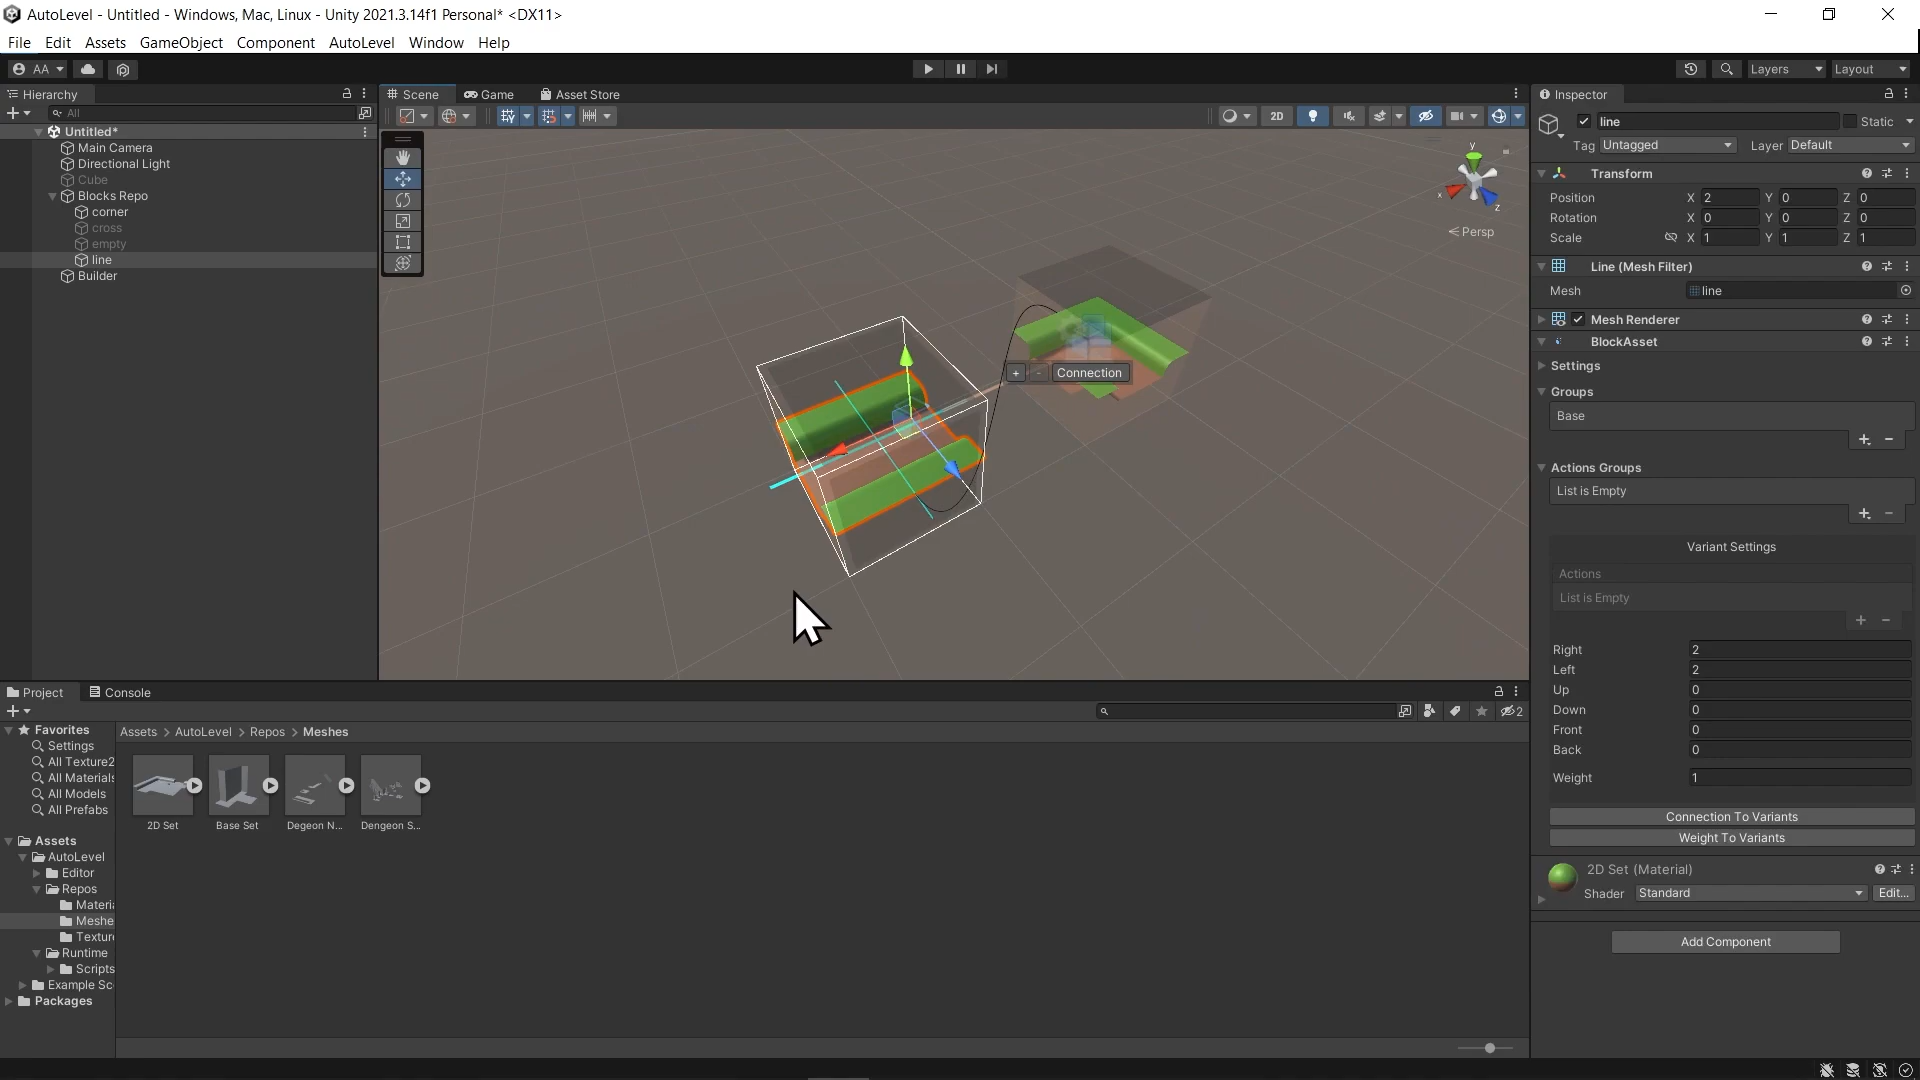 AutoLevel - Untitled - Windows, Mac, Linux - Unity 2021.3.14f1 Personal* <DX11>
File Edit Assets GameObject Component AutoLevel Window Help
AA
Layers Layout
Hierarchy
All
Untitled*
Main Camera
Directional Light
Cube
Blocks Repo
corner
cross
empty
line
Builder
Scene Game Asset Store
2D
y
x
z
Persp
+ - Connection
Inspector
line Static
Tag Untagged Layer Default
Transform
Position X 2 Y 0 Z 0
Rotation X 0 Y 0 Z 0
Scale X 1 Y 1 Z 1
Line (Mesh Filter)
Mesh line
Mesh Renderer
BlockAsset
Settings
Groups
Base
Actions Groups
List is Empty
Variant Settings
Actions
List is Empty
Right 2
Left 2
Up 0
Down 0
Front 0
Back 0
Weight 1
Connection To Variants
Weight To Variants
2D Set (Material)
Shader Standard Edit...
Add Component
Project Console
2
Favorites
Settings
All Texture2
All Materials
All Models
All Prefabs
Assets
AutoLevel
Editor
Repos
Materi
Meshe
Textur
Runtime
Scripts
Example Sc
Packages
Assets > AutoLevel > Repos > Meshes
2D Set Base Set Degeon N... Dengeon S...